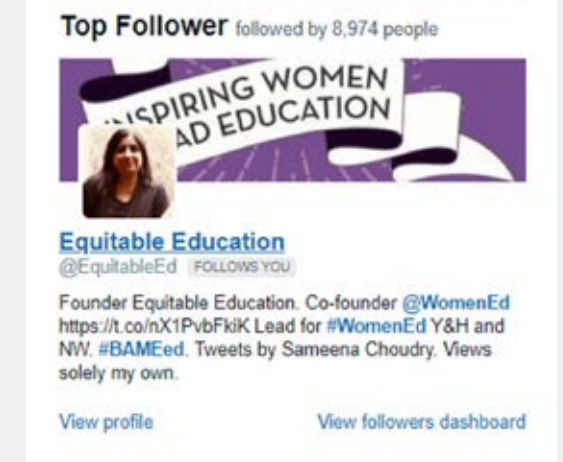 Top Follower followed by 8,974 people
INSPIRING WOMEN
AD EDUCATION
Equitable Education
@EquitableEd FOLLOWS YOU
Founder Equitable Education. Co-founder @WomenEd
https://t.co/nX1PvbFkiK Lead for #WomenEd Y&H and
NW. #BAMEed. Tweets by Sameena Choudry. Views
solely my own.
View profile View followers dashboard